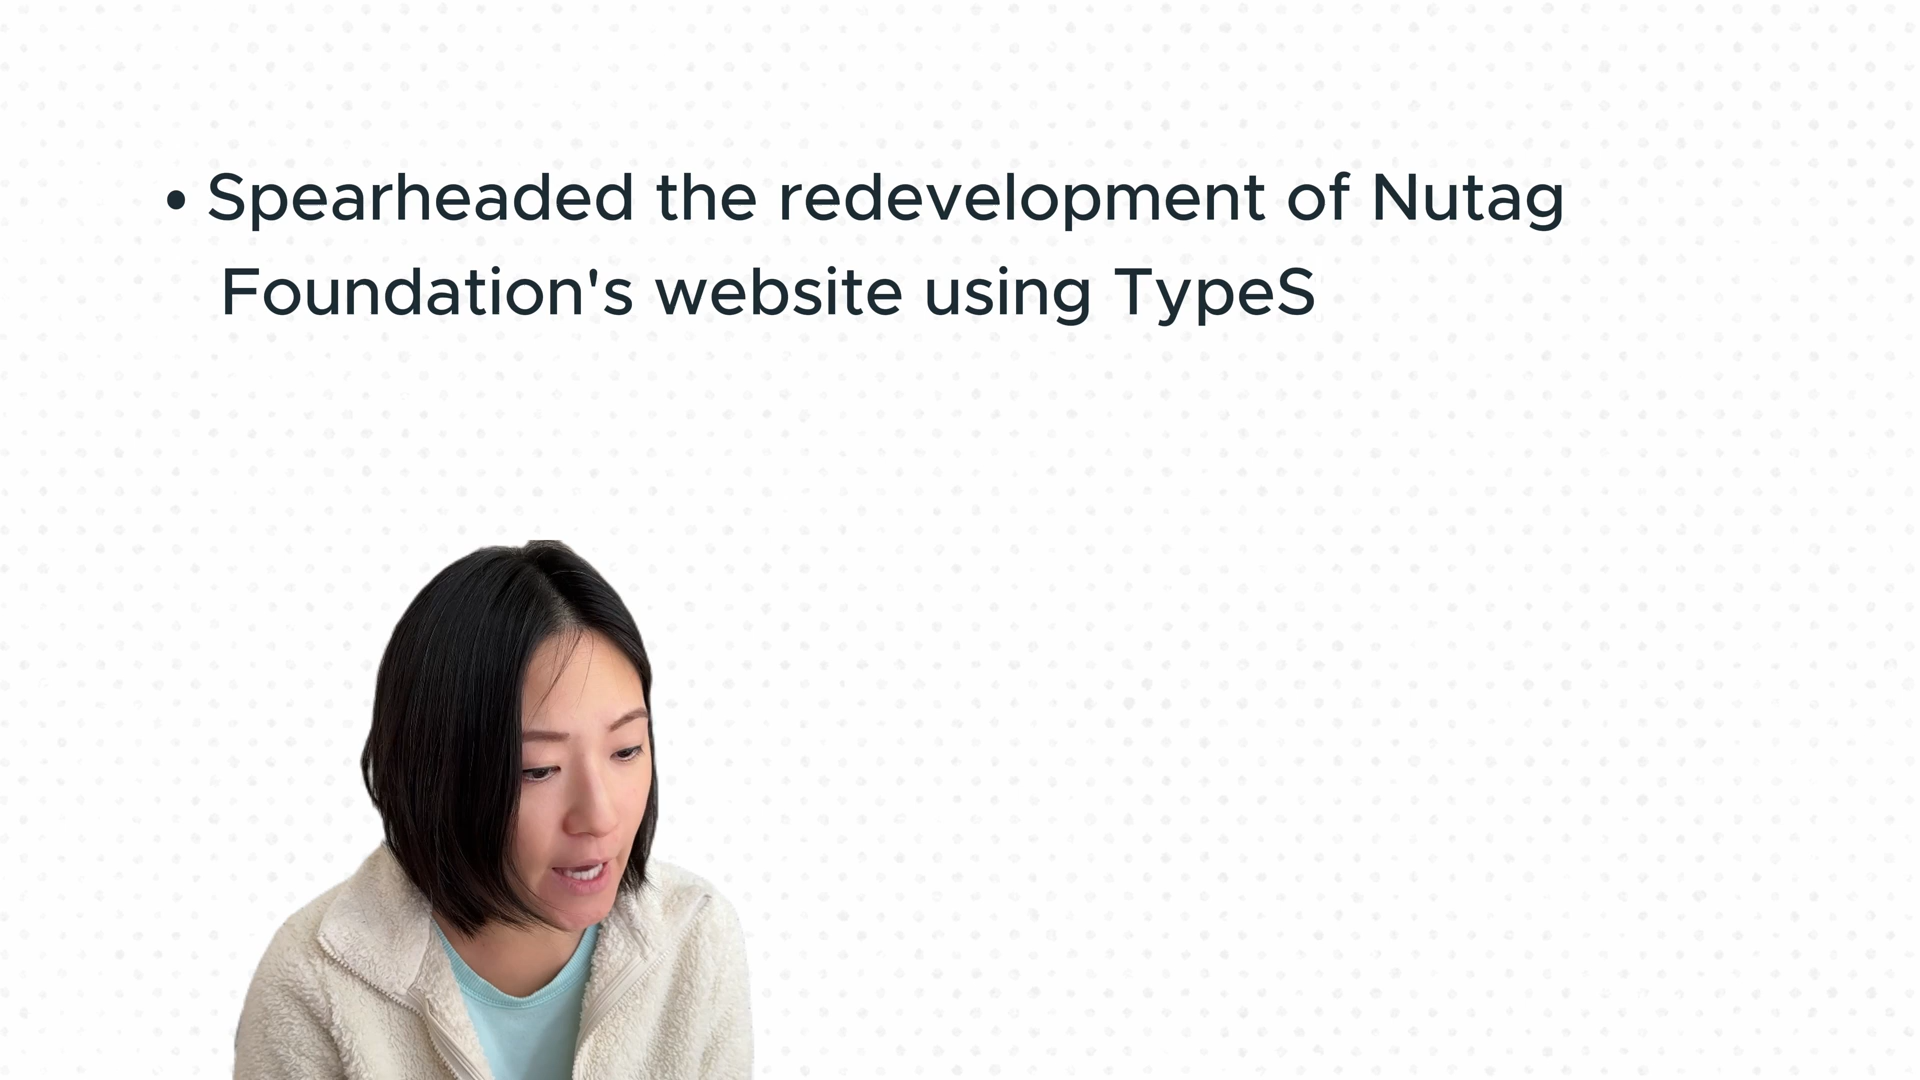 • Spearheaded the redevelopment of Nutag
Foundation's website using TypeS